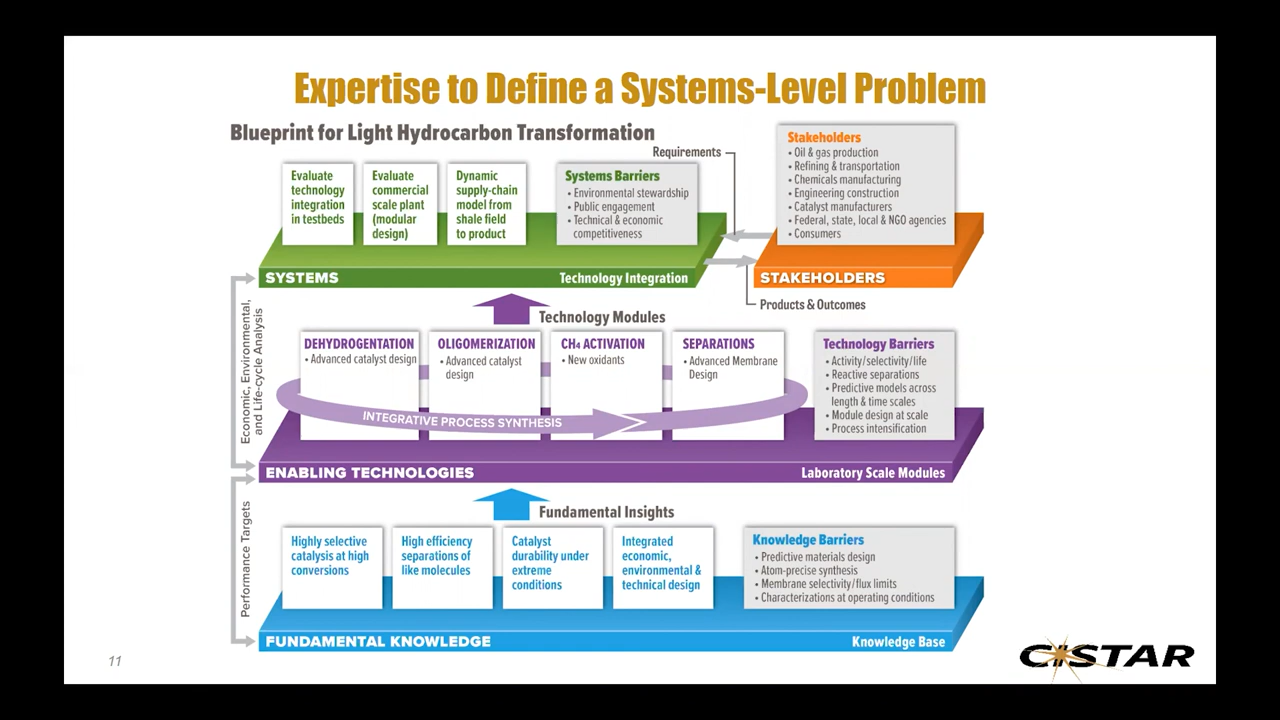 Expertise to Define a Systems-Level Problem
Blueprint for Light Hydrocarbon Transformation
Requirements
Stakeholders
• Oil & gas production
• Refining & transportation
• Chemicals manufacturing
• Engineering construction
• Catalyst manufacturers
• Federal, state, local & NGO agencies
• Consumers
Evaluate
technology
integration
in testbeds
Evaluate
commercial
scale plant
(modular
design)
Dynamic
supply-chain
model from
shale field
to product
Systems Barriers
• Environmental stewardship
• Public engagement
• Technical & economic
competitiveness
SYSTEMS
Technology Integration
STAKEHOLDERS
Products & Outcomes
Economic, Environmental,
and Life-cycle Analysis
Technology Modules
DEHYDROGENTATION
• Advanced catalyst design
OLIGOMERIZATION
• Advanced catalyst
design
CH₄ ACTIVATION
• New oxidants
SEPARATIONS
• Advanced Membrane
Design
Technology Barriers
• Activity/selectivity/life
• Reactive separations
• Predictive models across
length & time scales
• Module design at scale
• Process intensification
INTEGRATIVE PROCESS SYNTHESIS
ENABLING TECHNOLOGIES
Laboratory Scale Modules
Performance Targets
Fundamental Insights
Highly selective
catalysis at high
conversions
High efficiency
separations of
like molecules
Catalyst
durability under
extreme
conditions
Integrated
economic,
environmental &
technical design
Knowledge Barriers
• Predictive materials design
• Atom-precise synthesis
• Membrane selectivity/flux limits
• Characterizations at operating conditions
FUNDAMENTAL KNOWLEDGE
Knowledge Base
11
CISTAR